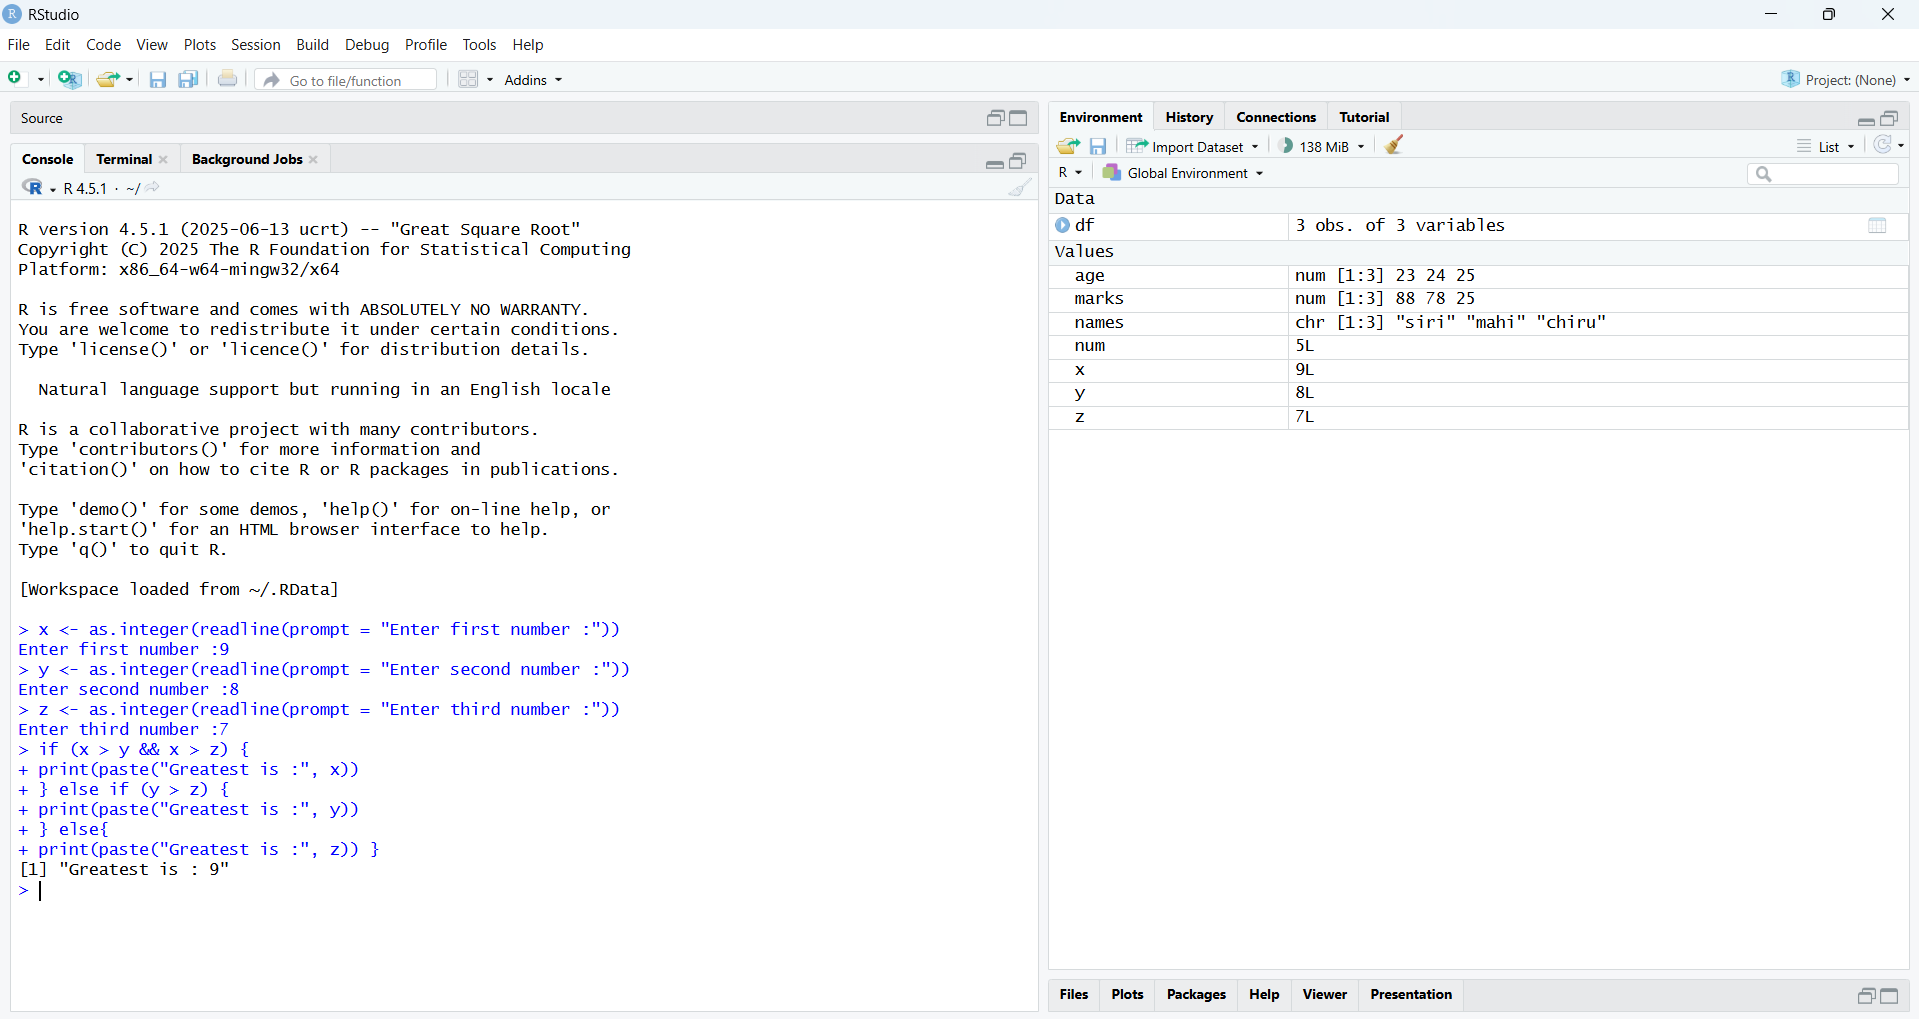 RStudio
File Edit Code View Plots Session Build Debug Profile Tools Help
Go to file/function Addins Project: (None)
Source
Console Terminal Background Jobs
R 4.5.1 · ~/
R version 4.5.1 (2025-06-13 ucrt) -- "Great Square Root"
Copyright (C) 2025 The R Foundation for Statistical Computing
Platform: x86_64-w64-mingw32/x64
R is free software and comes with ABSOLUTELY NO WARRANTY.
You are welcome to redistribute it under certain conditions.
Type 'license()' or 'licence()' for distribution details.
Natural language support but running in an English locale
R is a collaborative project with many contributors.
Type 'contributors()' for more information and
'citation()' on how to cite R or R packages in publications.
Type 'demo()' for some demos, 'help()' for on-line help, or
'help.start()' for an HTML browser interface to help.
Type 'q()' to quit R.
[Workspace loaded from ~/.RData]
> x <- as.integer(readline(prompt = "Enter first number :"))
Enter first number :9
> y <- as.integer(readline(prompt = "Enter second number :"))
Enter second number :8
> z <- as.integer(readline(prompt = "Enter third number :"))
Enter third number :7
> if (x > y && x > z) {
+ print(paste("Greatest is :", x))
+ } else if (y > z) {
+ print(paste("Greatest is :", y))
+ } else{
+ print(paste("Greatest is :", z)) }
[1] "Greatest is : 9"
>
Environment History Connections Tutorial
Import Dataset 138 MiB List
R Global Environment
Data
df 3 obs. of 3 variables
Values
age num [1:3] 23 24 25
marks num [1:3] 88 78 25
names chr [1:3] "siri" "mahi" "chiru"
num 5L
x 9L
y 8L
z 7L
Files Plots Packages Help Viewer Presentation